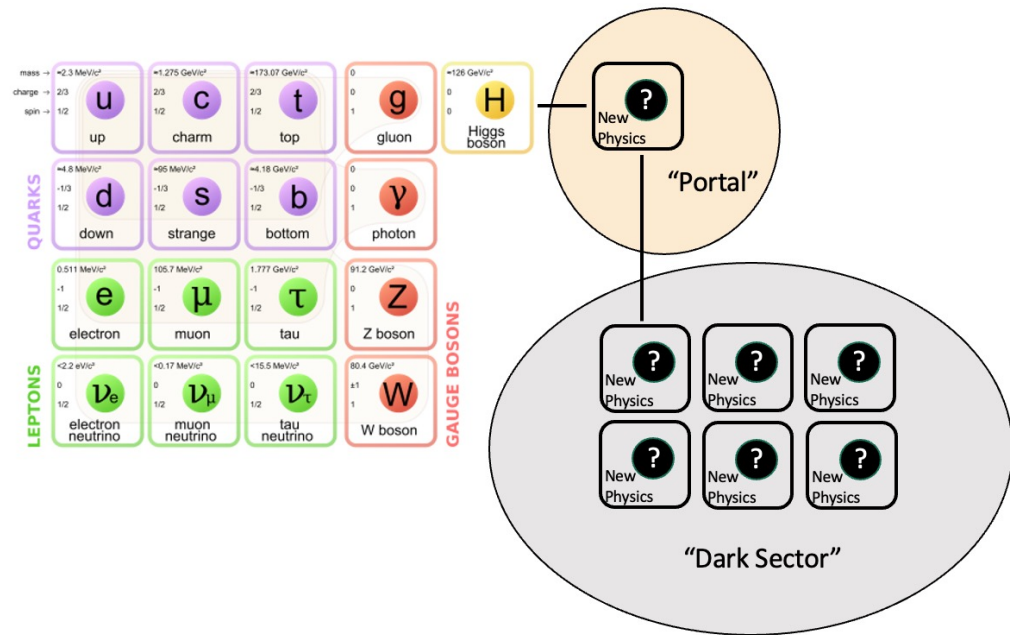 mass →
charge →
spin →
≈2.3 MeV/c²
2/3
1/2
u
up
≈1.275 GeV/c²
2/3
1/2
c
charm
≈173.07 GeV/c²
2/3
1/2
t
top
0
0
1
g
gluon
≈126 GeV/c²
0
0
H
Higgs
boson
QUARKS
≈4.8 MeV/c²
-1/3
1/2
d
down
≈95 MeV/c²
-1/3
1/2
s
strange
≈4.18 GeV/c²
-1/3
1/2
b
bottom
0
0
1
γ
photon
0.511 MeV/c²
-1
1/2
e
electron
105.7 MeV/c²
-1
1/2
μ
muon
1.777 GeV/c²
-1
1/2
τ
tau
91.2 GeV/c²
0
1
Z
Z boson
LEPTONS
<2.2 eV/c²
0
1/2
νe
electron
neutrino
<0.17 MeV/c²
0
1/2
νμ
muon
neutrino
<15.5 MeV/c²
0
1/2
ντ
tau
neutrino
80.4 GeV/c²
±1
1
W
W boson
GAUGE BOSONS
?
New
Physics
“Portal”
?
New
Physics
?
New
Physics
?
New
Physics
?
New
Physics
?
New
Physics
?
New
Physics
“Dark Sector”